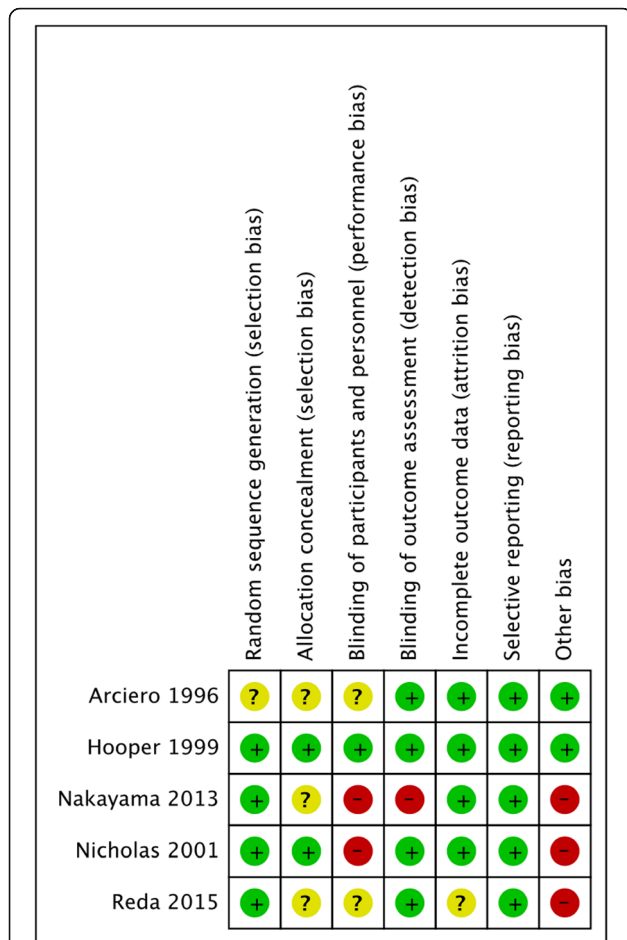 Random sequence generation (selection bias)
Allocation concealment (selection bias)
Blinding of participants and personnel (performance bias)
Blinding of outcome assessment (detection bias)
Incomplete outcome data (attrition bias)
Selective reporting (reporting bias)
Other bias
Arciero 1996 ? ? ? + + + +
Hooper 1999 + + + + + + +
Nakayama 2013 + ? - - + + -
Nicholas 2001 + + - + + + -
Reda 2015 + ? ? + ? + -